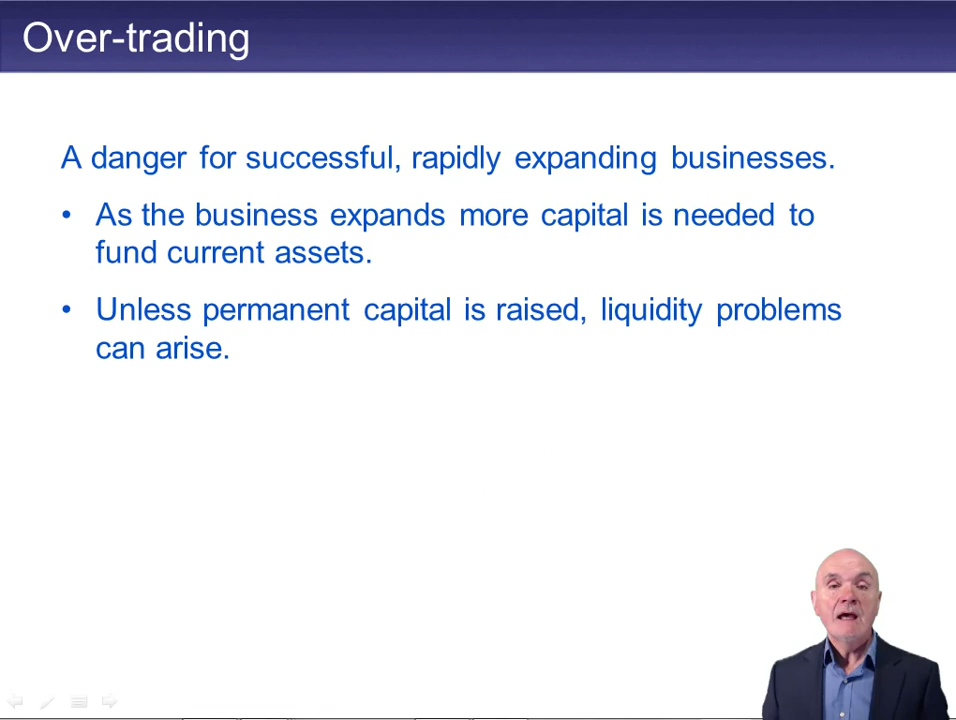 Over-trading
A danger for successful, rapidly expanding businesses.
• As the business expands more capital is needed to
fund current assets.
• Unless permanent capital is raised, liquidity problems
can arise.